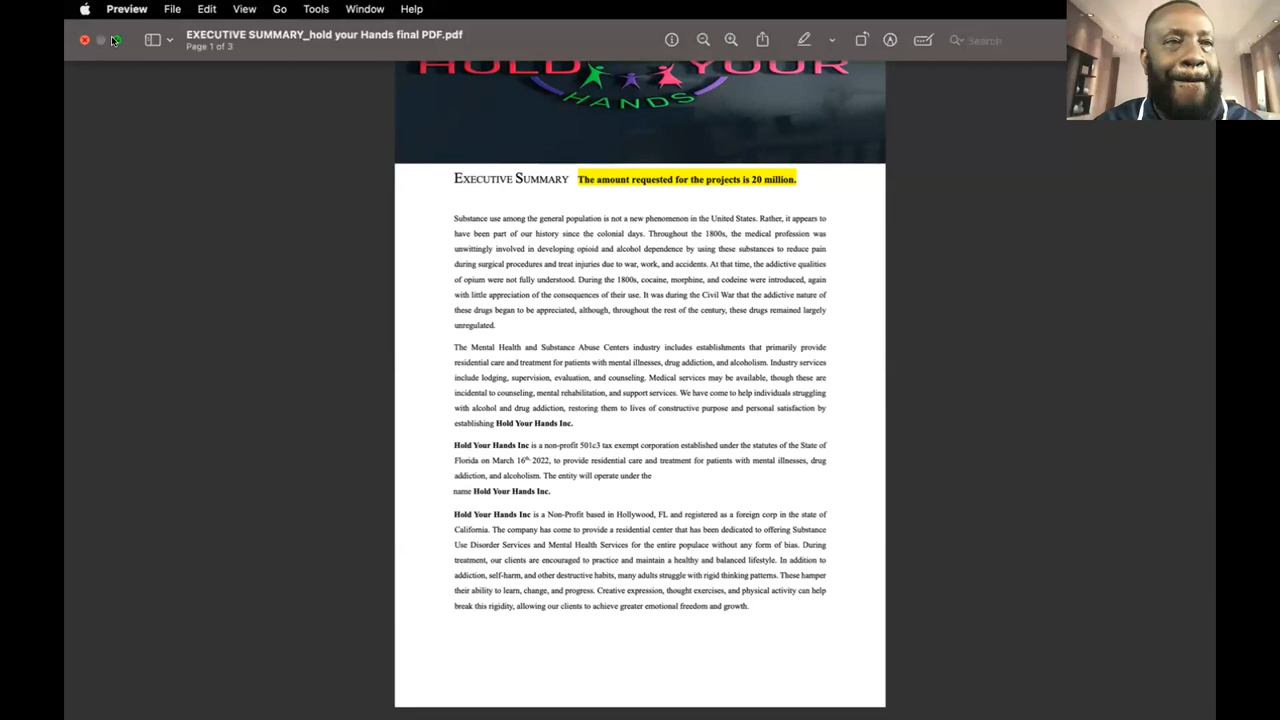 Preview File Edit View Go Tools Window Help
EXECUTIVE SUMMARY_hold your Hands final PDF.pdf
Page 1 of 3
Search
HOLD YOUR
HANDS
EXECUTIVE SUMMARY The amount requested for the projects is 20 million.
Substance use among the general population is not a new phenomenon in the United States. Rather, it appears to
have been part of our history since the colonial days. Throughout the 1800s, the medical profession was
unwittingly involved in developing opioid and alcohol dependence by using these substances to reduce pain
during surgical procedures and treat injuries due to war, work, and accidents. At that time, the addictive qualities
of opium were not fully understood. During the 1800s, cocaine, morphine, and codeine were introduced, again
with little appreciation of the consequences of their use. It was during the Civil War that the addictive nature of
these drugs began to be appreciated, although, throughout the rest of the century, these drugs remained largely
unregulated.
The Mental Health and Substance Abuse Centers industry includes establishments that primarily provide
residential care and treatment for patients with mental illnesses, drug addiction, and alcoholism. Industry services
include lodging, supervision, evaluation, and counseling. Medical services may be available, though these are
incidental to counseling, mental rehabilitation, and support services. We have come to help individuals struggling
with alcohol and drug addiction, restoring them to lives of constructive purpose and personal satisfaction by
establishing Hold Your Hands Inc.
Hold Your Hands Inc is a non-profit 501c3 tax exempt corporation established under the statutes of the State of
Florida on March 16th, 2022, to provide residential care and treatment for patients with mental illnesses, drug
addiction, and alcoholism. The entity will operate under the
name Hold Your Hands Inc.
Hold Your Hands Inc is a Non-Profit based in Hollywood, FL and registered as a foreign corp in the state of
California. The company has come to provide a residential center that has been dedicated to offering Substance
Use Disorder Services and Mental Health Services for the entire populace without any form of bias. During
treatment, our clients are encouraged to practice and maintain a healthy and balanced lifestyle. In addition to
addiction, self-harm, and other destructive habits, many adults struggle with rigid thinking patterns. These hamper
their ability to learn, change, and progress. Creative expression, thought exercises, and physical activity can help
break this rigidity, allowing our clients to achieve greater emotional freedom and growth.